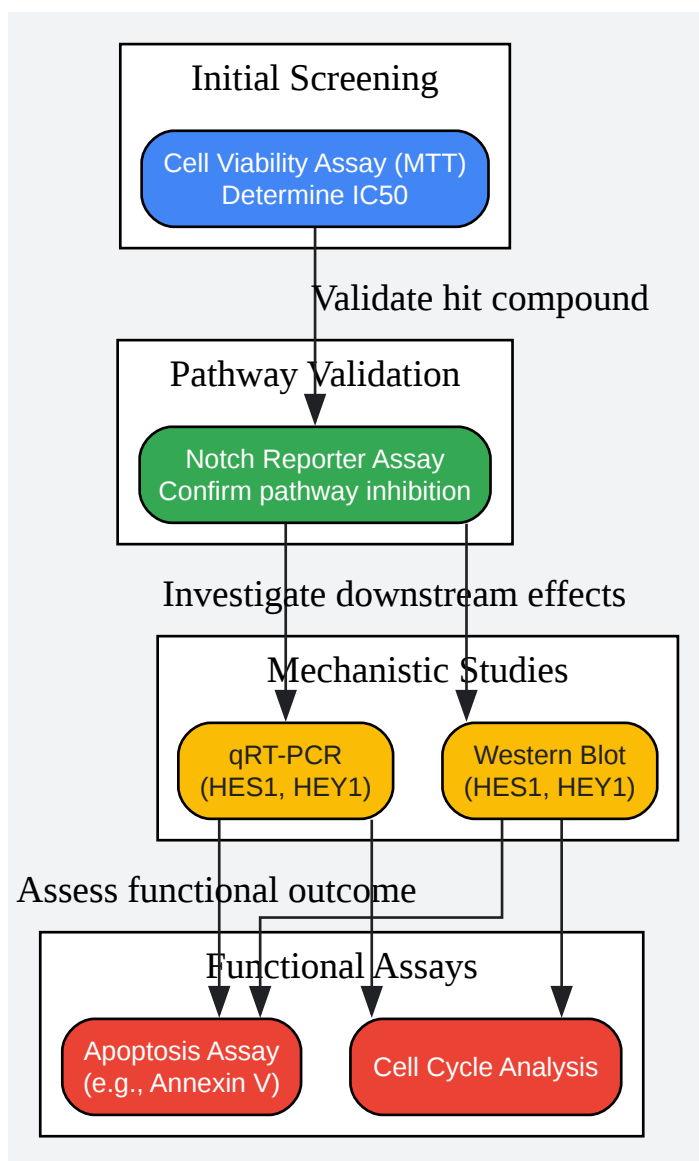 Initial Screening
Cell Viability Assay (MTT)
Determine IC50
Validate hit compound
Pathway Validation
Notch Reporter Assay
Confirm pathway inhibition
Investigate downstream effects
Mechanistic Studies
qRT-PCR
(HES1, HEY1)
Western Blot
(HES1, HEY1)
Assess functional outcome
Functional Assays
Apoptosis Assay
(e.g., Annexin V)
Cell Cycle Analysis